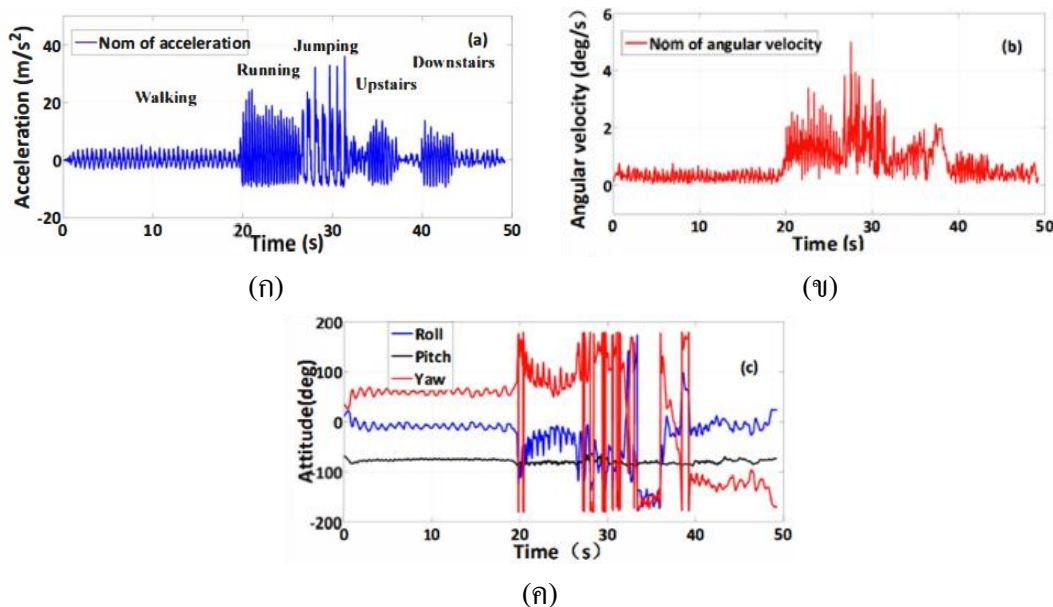 Acceleration (m/s²)
40
20
0
-20
Nom of acceleration
(a)
Jumping
Running
Downstairs
Walking
Upstairs
0 10 20 30 40 50
Time (s)
(ก)
Angular velocity (deg/s)
6
4
2
0
Nom of angular velocity
(b)
0 10 20 30 40 50
Time (s)
(ข)
Attitude(deg)
200
100
0
-100
-200
Roll
Pitch
Yaw
(c)
0 10 20 30 40 50
Time (s)
(ค)